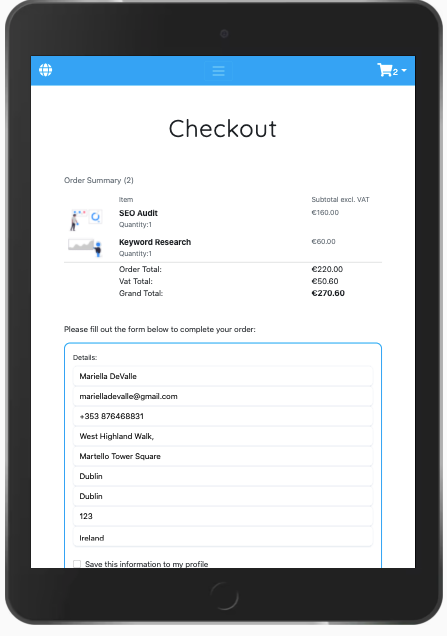 2
Checkout
Order Summary (2)
Item Subtotal excl. VAT
SEO Audit €160.00
Quantity:1
Keyword Research €60.00
Quantity:1
Order Total: €220.00
Vat Total: €50.60
Grand Total: €270.60
Please fill out the form below to complete your order:
Details:
Mariella DeValle
marielladevalle@gmail.com
+353 876468831
West Highland Walk,
Martello Tower Square
Dublin
Dublin
123
Ireland
Save this information to my profile